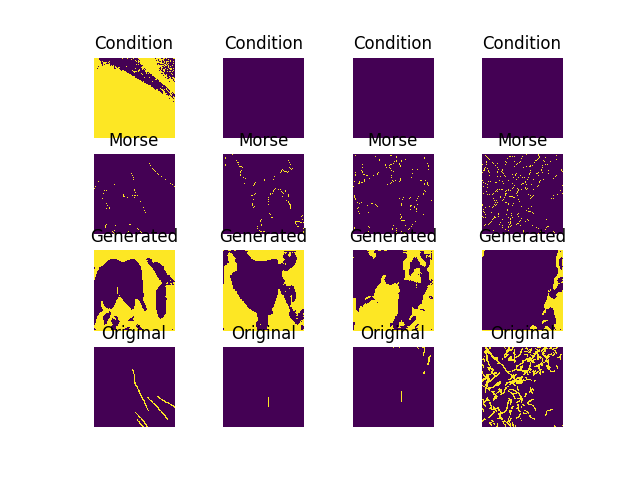 Condition Condition Condition Condition
Morse Morse Morse Morse
Generated Generated Generated Generated
Original Original Original Original